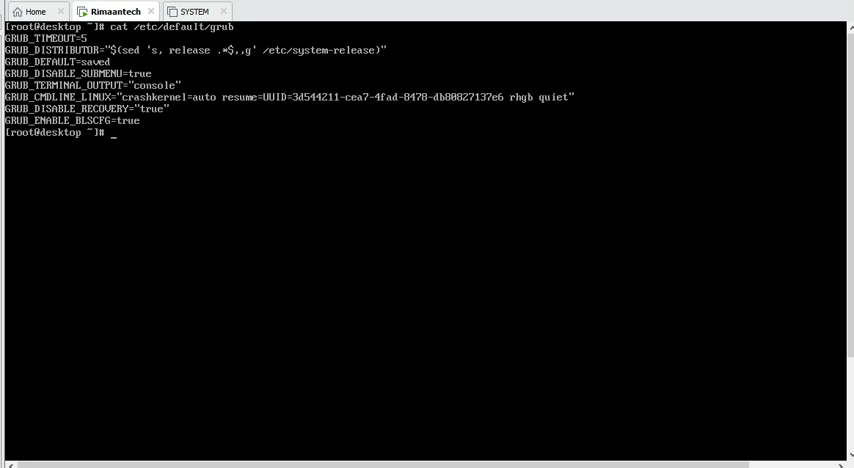 Home
Rimaantech
SYSTEM
[root@desktop ~]# cat /etc/default/grub
GRUB_TIMEOUT=5
GRUB_DISTRIBUTOR="$(sed 's, release .*$,,g' /etc/system-release)"
GRUB_DEFAULT=saved
GRUB_DISABLE_SUBMENU=true
GRUB_TERMINAL_OUTPUT="console"
GRUB_CMDLINE_LINUX="crashkernel=auto resume=UUID=3d544211-cea7-4fad-8478-db80827137e6 rhgb quiet"
GRUB_DISABLE_RECOVERY="true"
GRUB_ENABLE_BLSCFG=true
[root@desktop ~]# _